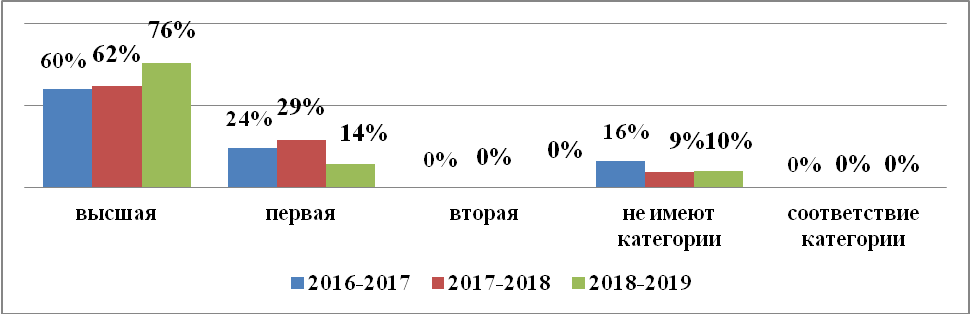 60% 62% 76%
24% 29% 14%
0% 0% 0%
16% 9% 10%
0% 0% 0%
высшая
первая
вторая
не имеют
категории
соответствие
категории
2016-2017 2017-2018 2018-2019